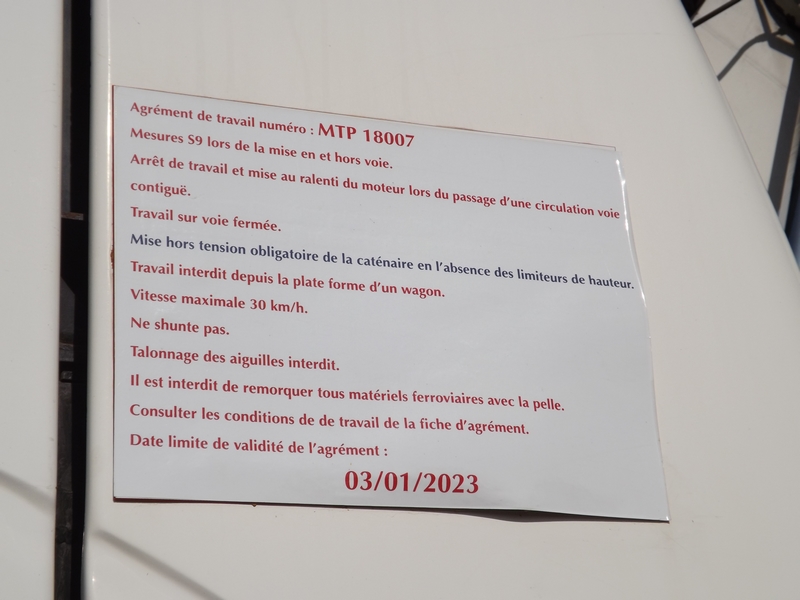 Agrément de travail numéro : MTP 18007
Mesures S9 lors de la mise en et hors voie.
Arrêt de travail et mise au ralenti du moteur lors du passage d'une circulation voie
contiguë.
Travail sur voie fermée.
Mise hors tension obligatoire de la caténaire en l'absence des limiteurs de hauteur.
Travail interdit depuis la plate forme d'un wagon.
Vitesse maximale 30 km/h.
Ne shunte pas.
Talonnage des aiguilles interdit.
Il est interdit de remorquer tous matériels ferroviaires avec la pelle.
Consulter les conditions de de travail de la fiche d'agrément.
Date limite de validité de l'agrément :
03/01/2023